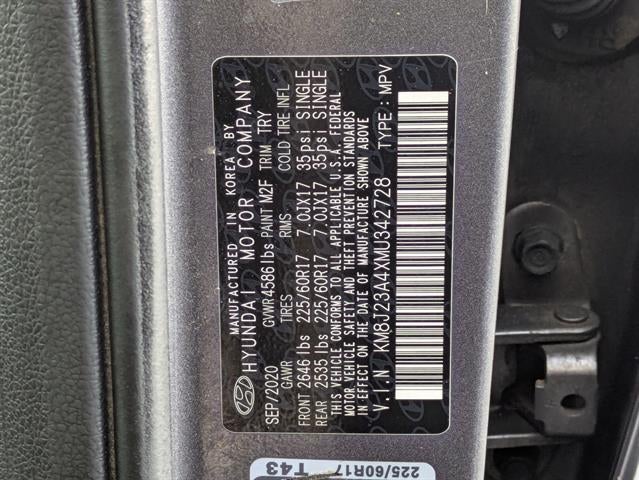 MANUFACTURED IN KOREA BY
HYUNDAI MOTOR COMPANY
SEP/2020 GVWR 4586 lbs PAINT M2F TRIM TRY
GAWR TIRES RIMS COLD TIRE INFL
FRONT 2646 lbs 225/60R17 7.0JX17 35psi SINGLE
REAR 2535 lbs 225/60R17 7.0JX17 35psi SINGLE
THIS VEHICLE CONFORMS TO ALL APPLICABLE U.S.A. FEDERAL
MOTOR VEHICLE SAFETY AND THEFT PREVENTION STANDARDS
IN EFFECT ON THE DATE OF MANUFACTURE SHOWN ABOVE
V.I.N KM8J23A4XMU342728 TYPE : MPV
225/60R17
T43